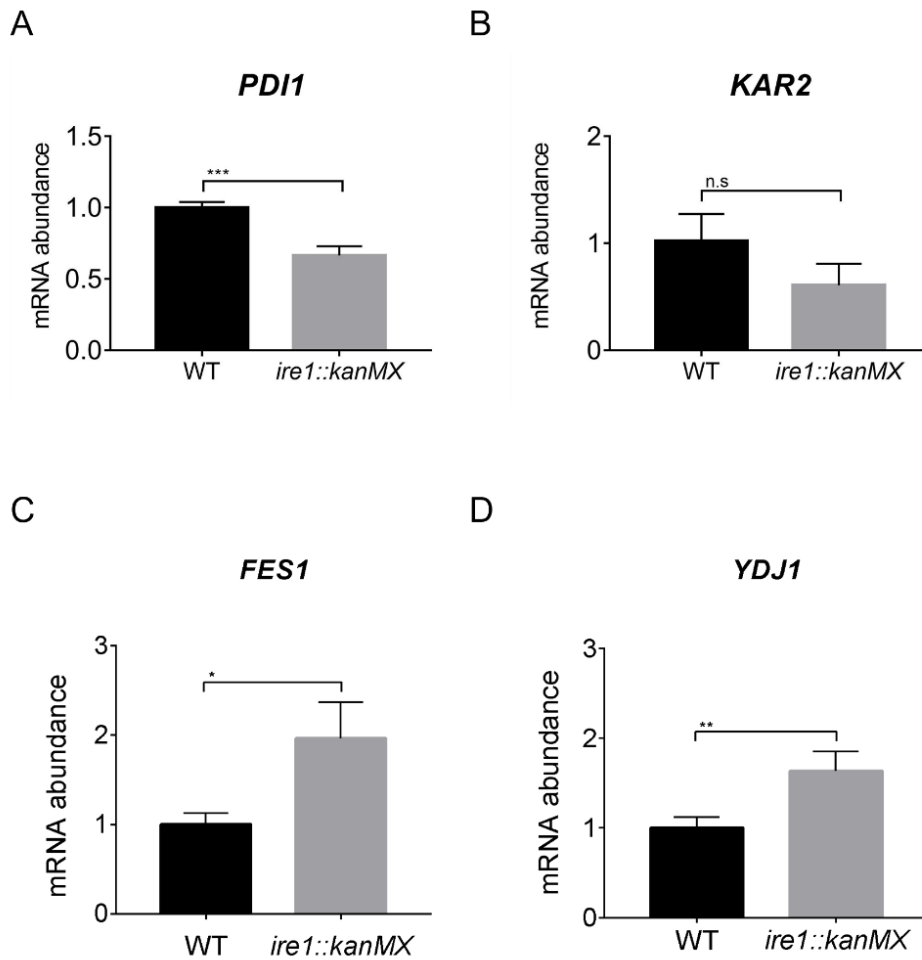 A
PDI1
mRNA abundance
1.5
1.0
0.5
0.0
***
WT
ire1::kanMX
B
KAR2
mRNA abundance
2
1
0
n.s
WT
ire1::kanMX
C
FES1
mRNA abundance
3
2
1
0
*
WT
ire1::kanMX
D
YDJ1
mRNA abundance
3
2
1
0
**
WT
ire1::kanMX